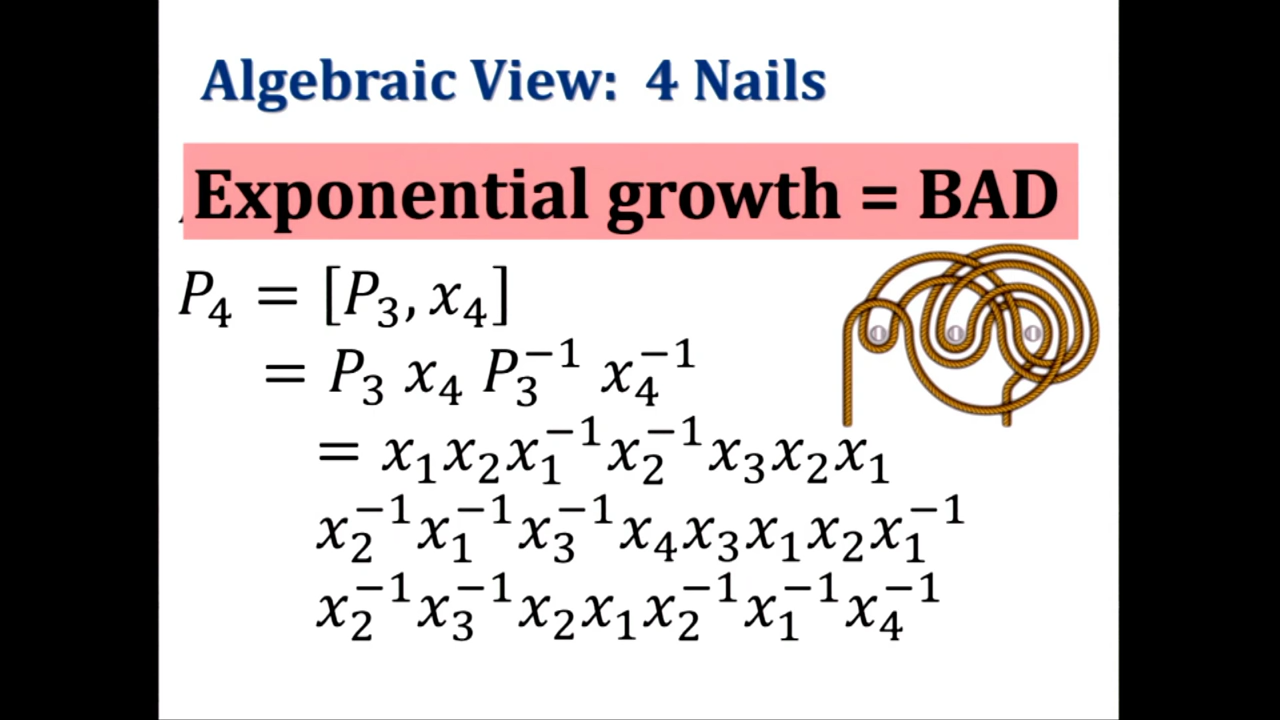 Algebraic View: 4 Nails
Exponential growth = BAD
P₄ = [P₃, x₄]
= P₃ x₄ P₃⁻¹ x₄⁻¹
= x₁x₂x₁⁻¹x₂⁻¹x₃x₂x₁
x₂⁻¹x₁⁻¹x₃⁻¹x₄x₃x₁x₂x₁⁻¹
x₂⁻¹x₃⁻¹x₂x₁x₂⁻¹x₁⁻¹x₄⁻¹